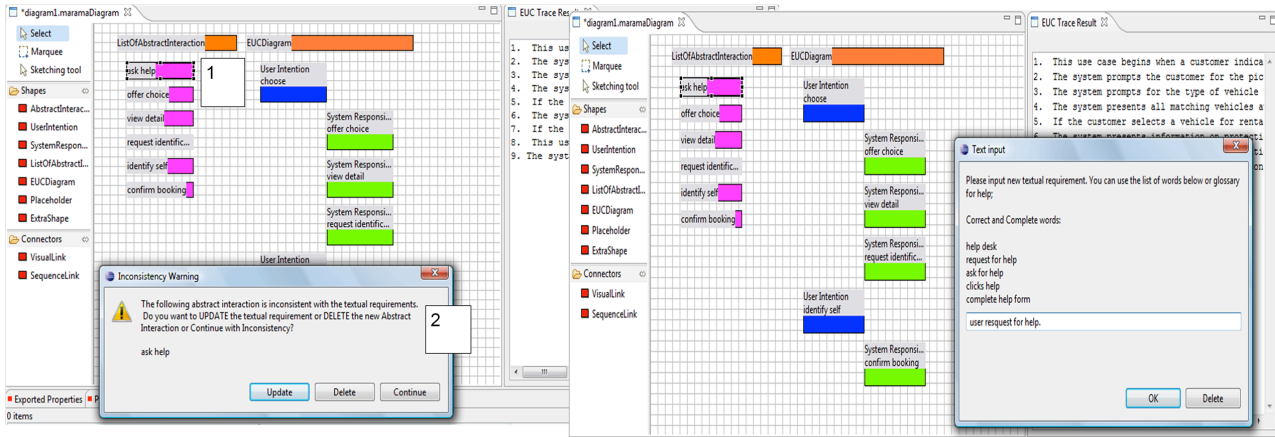 *diagram1.maramaDiagram
Select
Marquee
Sketching tool
Shapes
AbstractInterac...
UserIntention
SystemRespon...
ListOfAbstractI...
EUCDiagram
Placeholder
ExtraShape
Connectors
VisualLink
SequenceLink
ListOfAbstractInteraction
EUCDiagram
ask help
1
offer choice
view detail
request identific...
identify self
confirm booking
User Intention
choose
System Responsi...
offer choice
System Responsi...
view detail
System Responsi...
request identific...
User Intention
EUC Trace Res
1. This us
2. The sys
3. The sys
4. The sys
5. If the
6. The sys
7. If the
8. This us
9. The syst
Inconsistency Warning
The following abstract interaction is inconsistent with the textual requirements.
Do you want to UPDATE the textual requirement or DELETE the new Abstract
Interaction or Continue with Inconsistency?
ask help
Update
Delete
Continue
2
Exported Properties
0 items
*diagram1.maramaDiagram
Select
Marquee
Sketching tool
Shapes
AbstractInterac...
UserIntention
SystemRespon...
ListOfAbstractI...
EUCDiagram
Placeholder
ExtraShape
Connectors
VisualLink
SequenceLink
ListOfAbstractInteraction
EUCDiagram
ask help
offer choice
view detail
request identific...
identify self
confirm booking
User Intention
choose
System Responsi...
offer choice
System Responsi...
view detail
System Responsi...
request identific...
User Intention
identify self
System Responsi...
confirm booking
EUC Trace Result
1. This use case begins when a customer indica
2. The system prompts the customer for the pic
3. The system prompts for the type of vehicle
4. The system presents all matching vehicles a
5. If the customer selects a vehicle for renta
6. The system presents information on protecti
Text input
Please input new textual requirement. You can use the list of words below or glossary
for help;
Correct and Complete words:
help desk
request for help
ask for help
clicks help
complete help form
user resquest for help.
OK
Delete